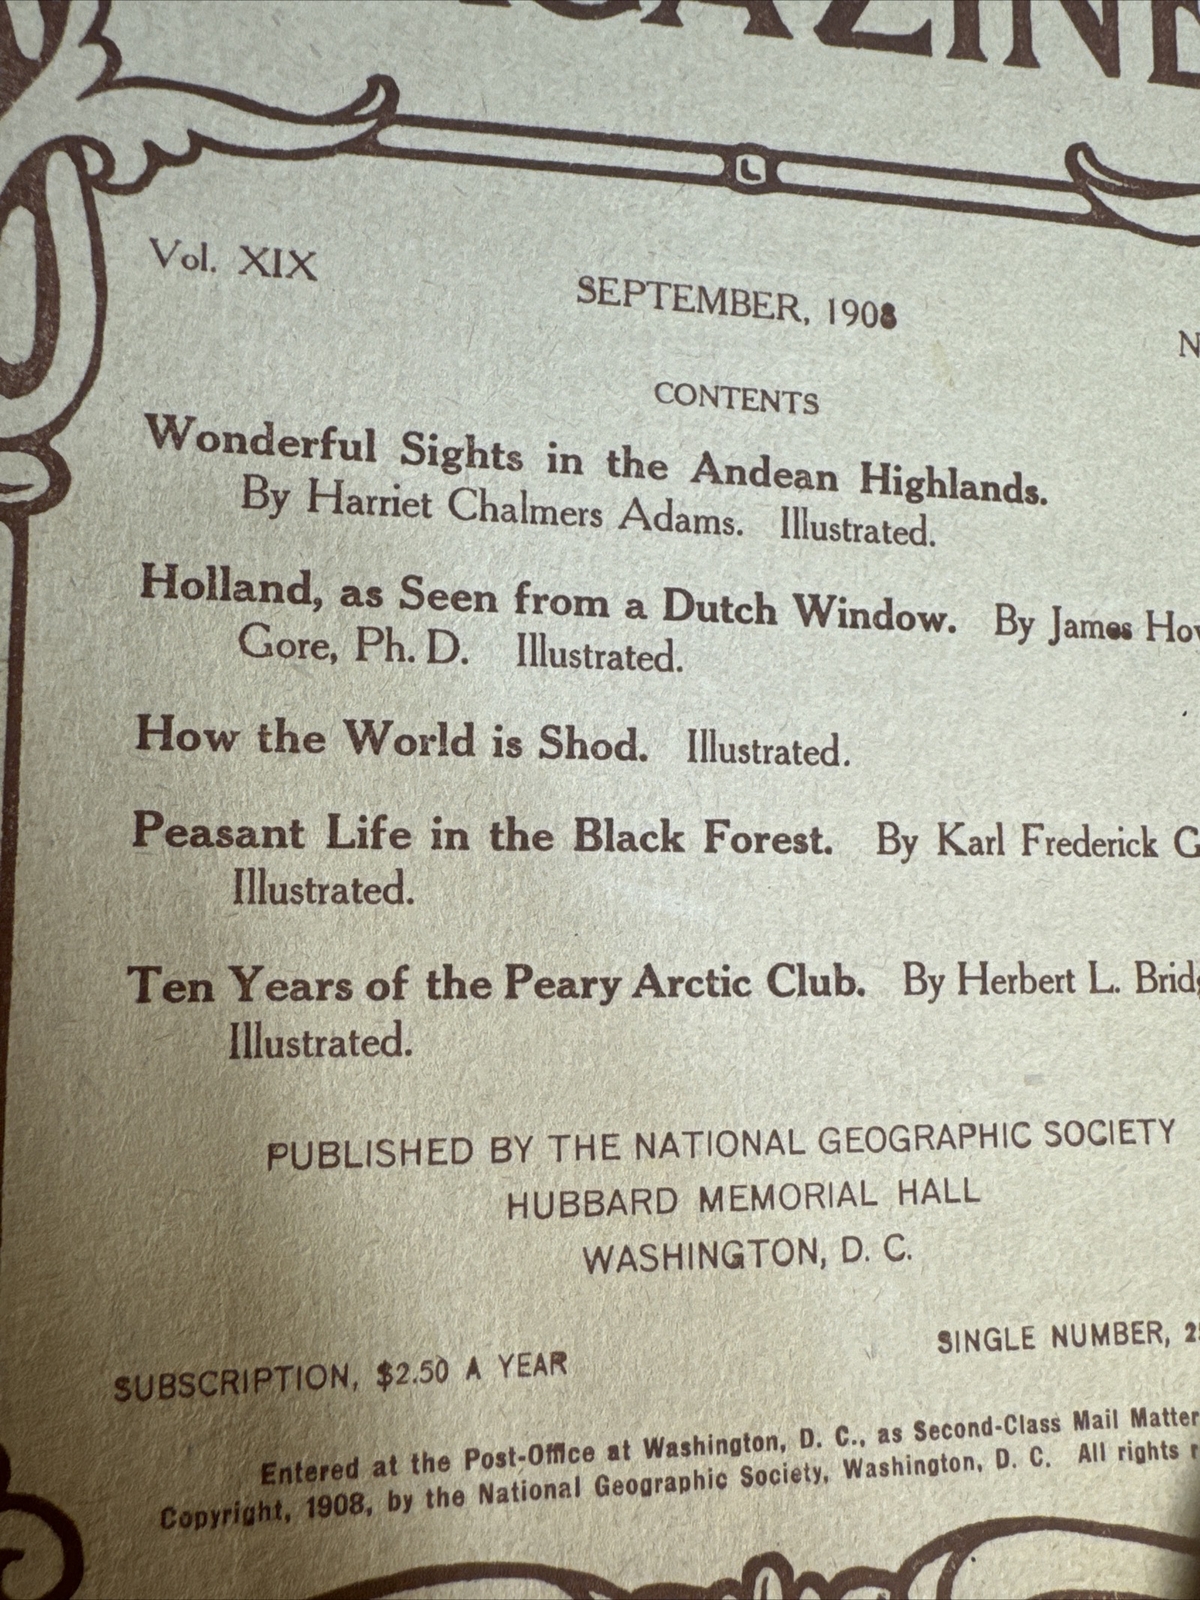 MAGAZINE
Vol. XIX
SEPTEMBER, 1908
CONTENTS
Wonderful Sights in the Andean Highlands.
By Harriet Chalmers Adams. Illustrated.
Holland, as Seen from a Dutch Window. By James
Gore, Ph. D. Illustrated.
How the World is Shod. Illustrated.
Peasant Life in the Black Forest. By Karl Frederick
Illustrated.
Ten Years of the Peary Arctic Club. By Herbert L.
Illustrated.
PUBLISHED BY THE NATIONAL GEOGRAPHIC SOCIETY
HUBBARD MEMORIAL HALL
WASHINGTON, D. C.
SUBSCRIPTION, $2.50 A YEAR
SINGLE NUMBER,
Entered at the Post-Office at Washington, D. C., as Second-Class Mail Matter
Copyright, 1908, by the National Geographic Society, Washington, D. C. All rights